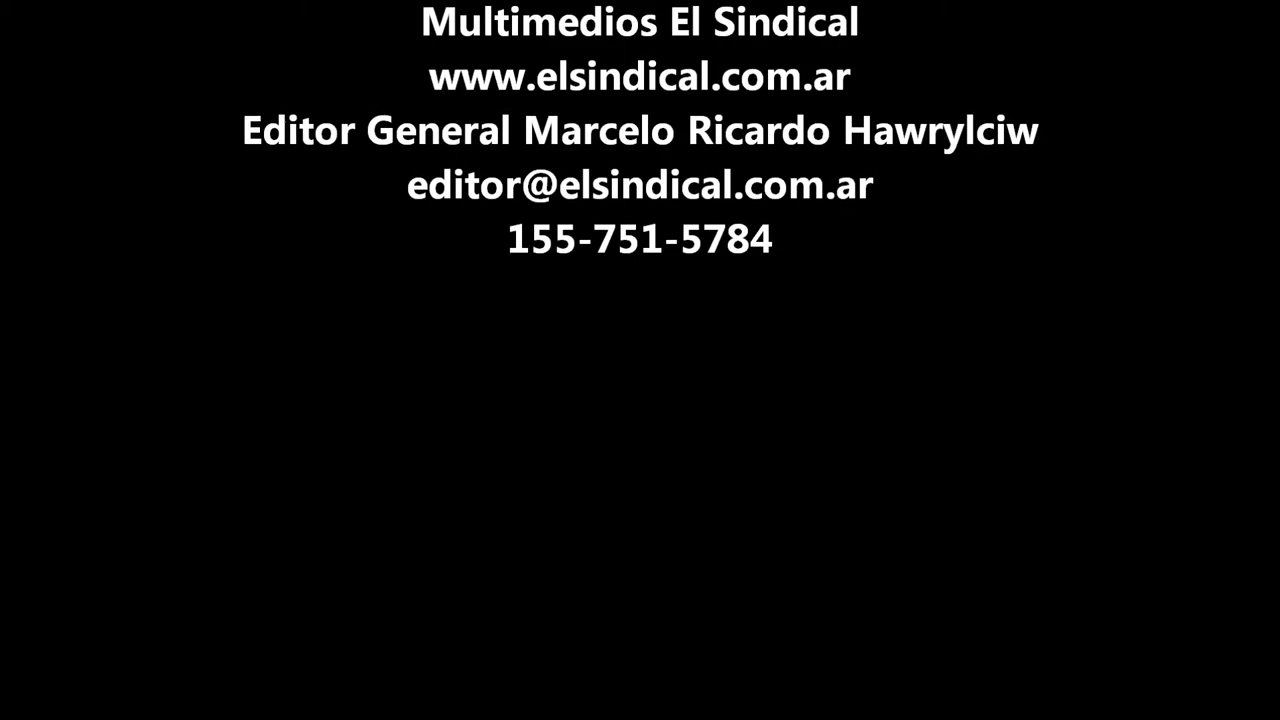 Multimedios El Sindical
www.elsindical.com.ar
Editor General Marcelo Ricardo Hawrylciw
editor@elsindical.com.ar
155-751-5784